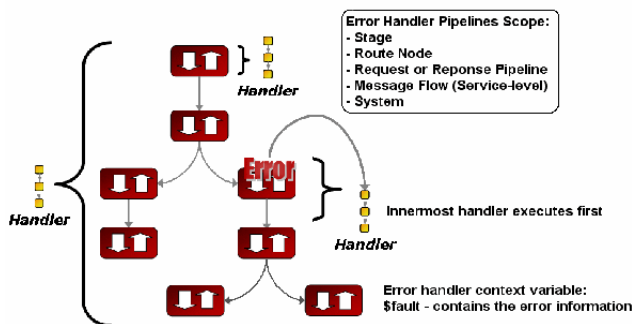 Error Handler Pipelines Scope:
- Stage
- Route Node
- Request or Reponse Pipeline
- Message Flow (Service-level)
- System
Handler
Error
Handler
Innermost handler executes first
Handler
Error handler context variable:
$fault - contains the error information